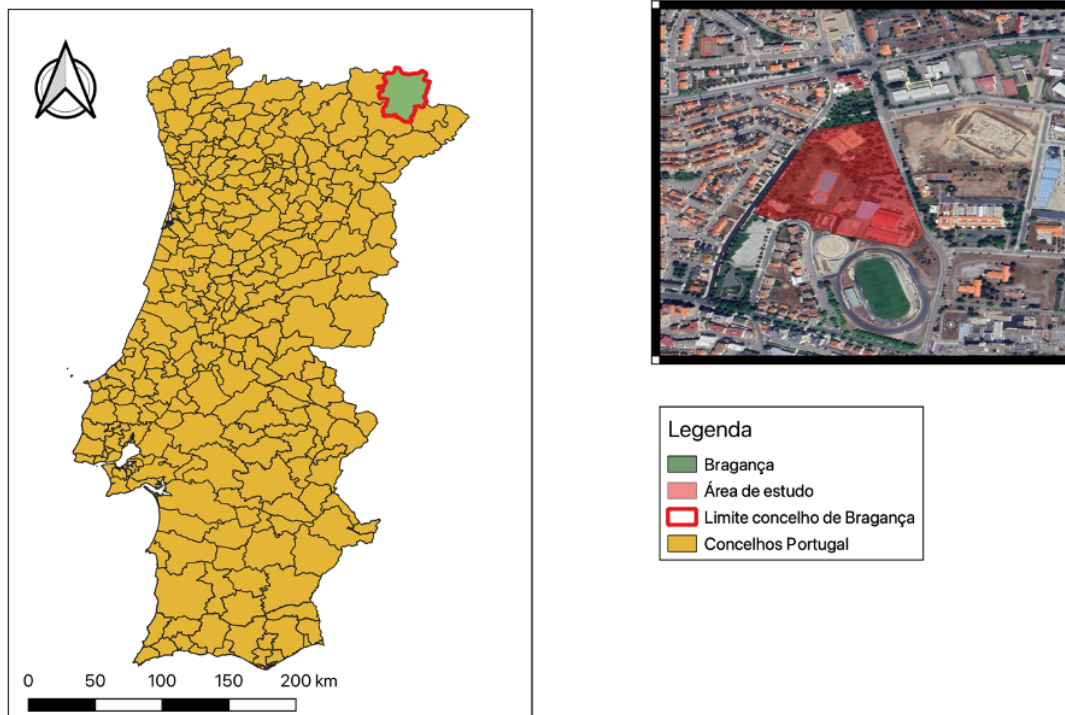 0 50 100 150 200 km
Legenda
Bragança
Área de estudo
Limite concelho de Bragança
Concelhos Portugal